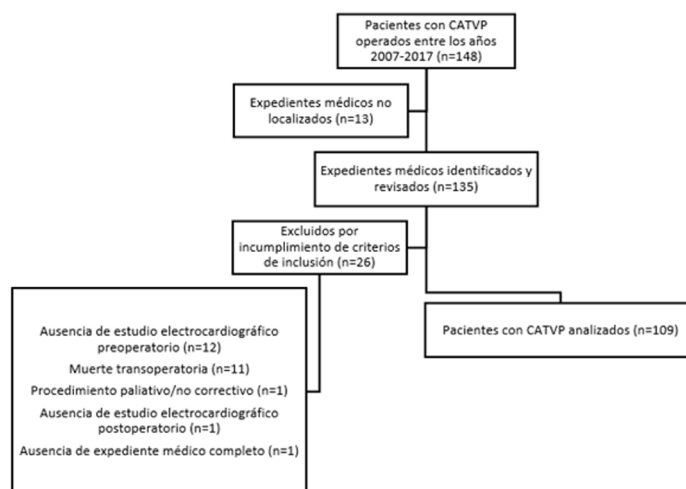 Pacientes con CATVP
operados entre los años
2007-2017 (n=148)
Expedientes médicos no
localizados (n=13)
Expedientes médicos identificados y
revisados (n=135)
Excluidos por
incumplimiento de criterios
de inclusión (n=26)
Pacientes con CATVP analizados (n=109)
Ausencia de estudio electrocardiográfico
preoperatorio (n=12)
Muerte transoperatoria (n=11)
Procedimiento paliativo/no correctivo (n=1)
Ausencia de estudio electrocardiográfico
postoperatorio (n=1)
Ausencia de expediente médico completo (n=1)